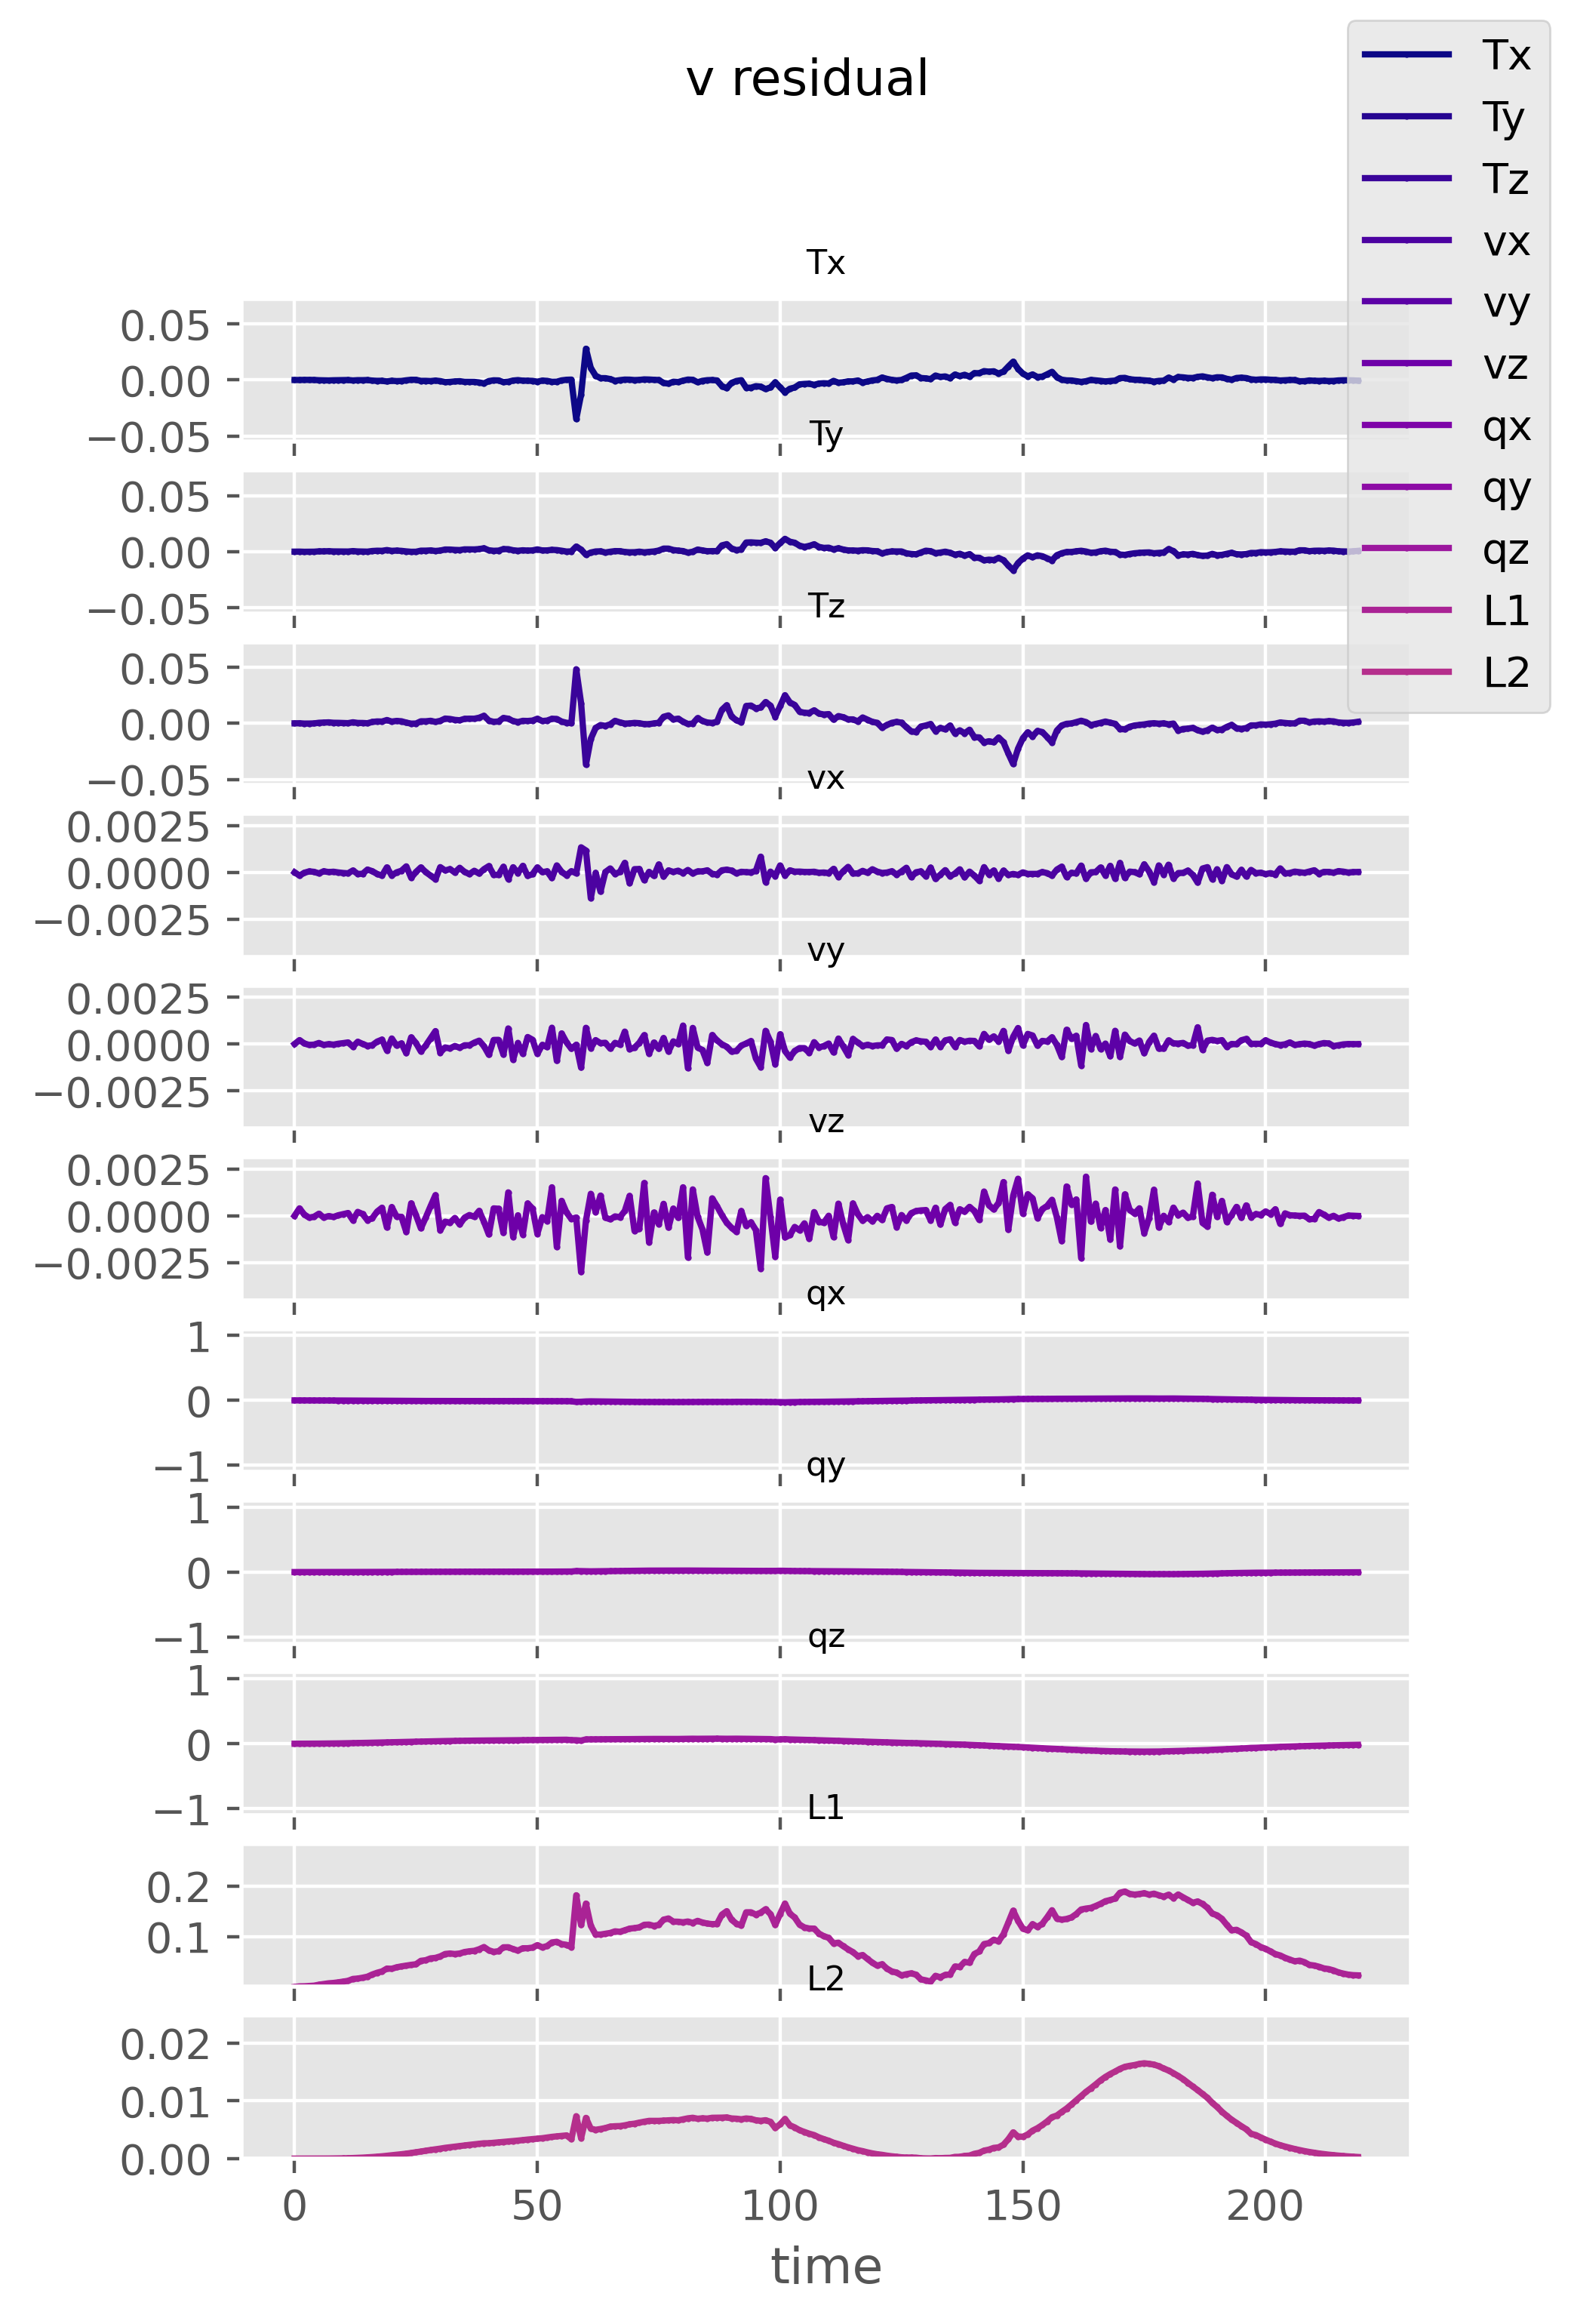 v residual
Tx
Ty
Tz
vx
vy
vz
qx
qy
qz
L1
L2
Tx
0.05
0.00
−0.05
Ty
0.05
0.00
−0.05
Tz
0.05
0.00
−0.05
vx
0.0025
0.0000
−0.0025
vy
0.0025
0.0000
−0.0025
vz
0.0025
0.0000
−0.0025
qx
1
0
−1
qy
1
0
−1
qz
1
0
−1
L1
0.2
0.1
L2
0.02
0.01
0.00
0 50 100 150 200
time